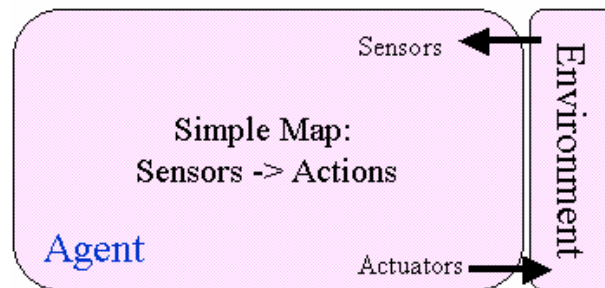 Sensors
Environment
Simple Map:
Sensors -> Actions
Agent
Actuators